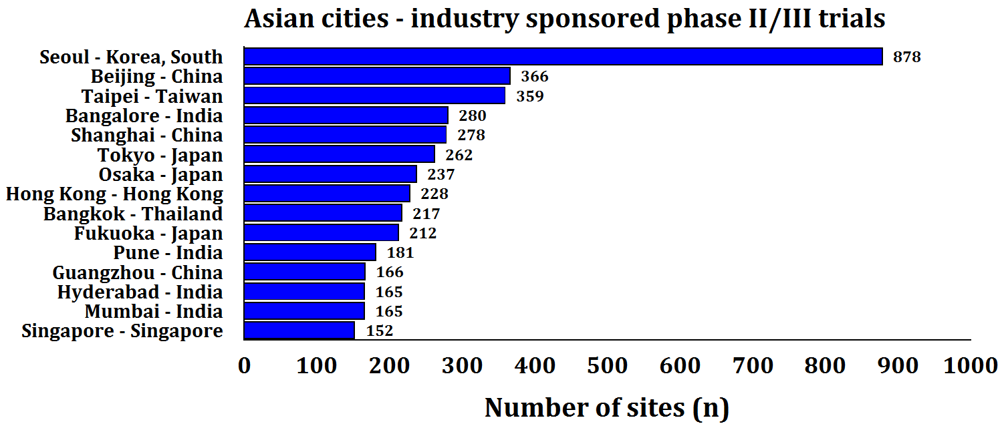 Asian cities - industry sponsored phase II/III trials
Seoul - Korea, South 878
Beijing - China 366
Taipei - Taiwan 359
Bangalore - India 280
Shanghai - China 278
Tokyo - Japan 262
Osaka - Japan 237
Hong Kong - Hong Kong 228
Bangkok - Thailand 217
Fukuoka - Japan 212
Pune - India 181
Guangzhou - China 166
Hyderabad - India 165
Mumbai - India 165
Singapore - Singapore 152
0 100 200 300 400 500 600 700 800 900 1000
Number of sites (n)